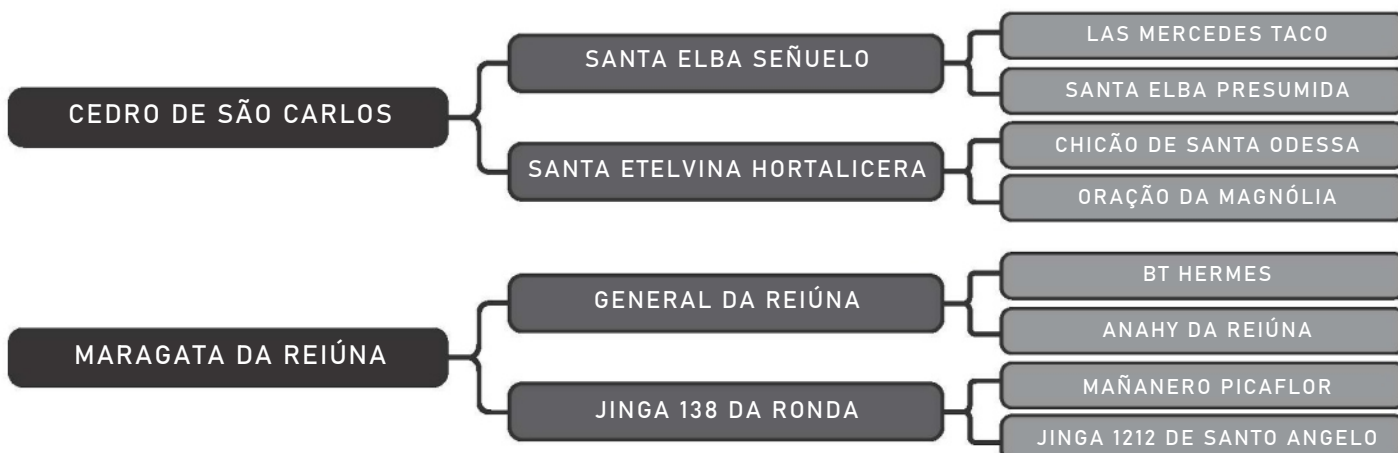 LAS MERCEDES TACO
SANTA ELBA SEÑUELO
SANTA ELBA PRESUMIDA
CEDRO DE SÃO CARLOS
CHICÃO DE SANTA ODESSA
SANTA ETELVINA HORTALICERA
ORAÇÃO DA MAGNÓLIA
BT HERMES
GENERAL DA REIÚNA
ANAHY DA REIÚNA
MARAGATA DA REIÚNA
MAÑANERO PICAFLOR
JINGA 138 DA RONDA
JINGA 1212 DE SANTO ANGELO